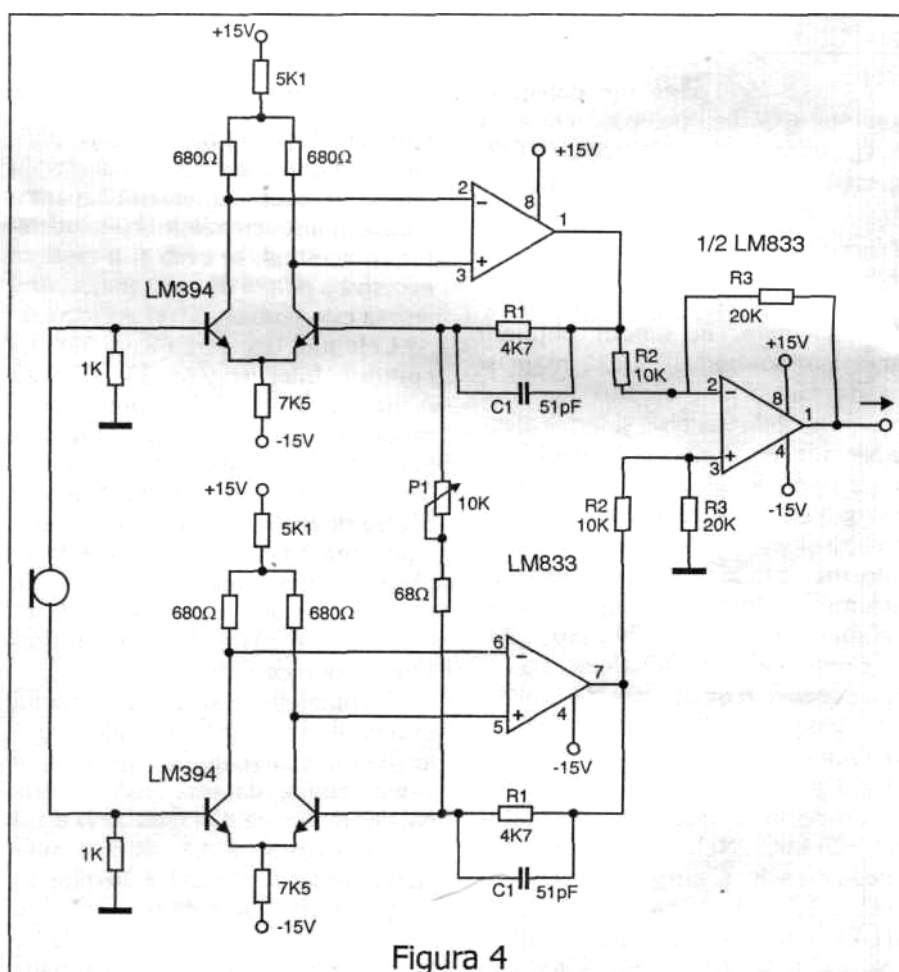 +15V
5K1
680Ω
680Ω
+15V
2
−
8
1
+
3
1/2 LM833
R3
20K
LM394
R1
4K7
+15V
R2
10K
1K
2
−
8
1
C1
51pF
7K5
4
+
3
-15V
P1
10K
-15V
+15V
R2
10K
R3
20K
5K1
LM833
68Ω
680Ω
680Ω
6
−
7
4
+
5
-15V
LM394
R1
4K7
1K
C1
51pF
7K5
-15V
Figura 4